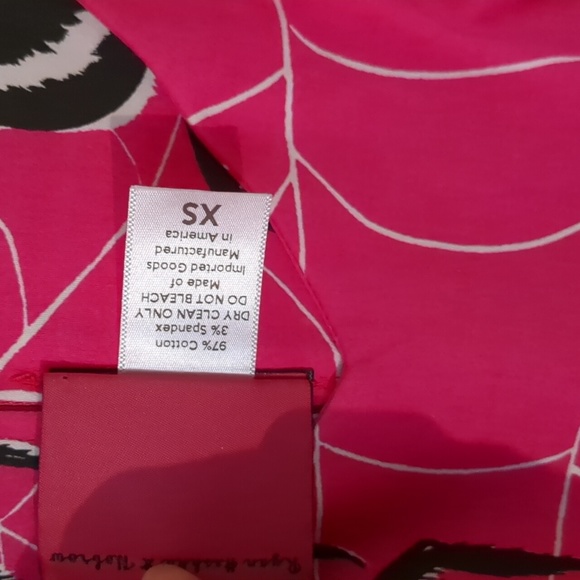 97% Cotton
3% Spandex
DRY CLEAN ONLY
DO NOT BLEACH
Made of
Imported Goods
Manufactured
in America
XS